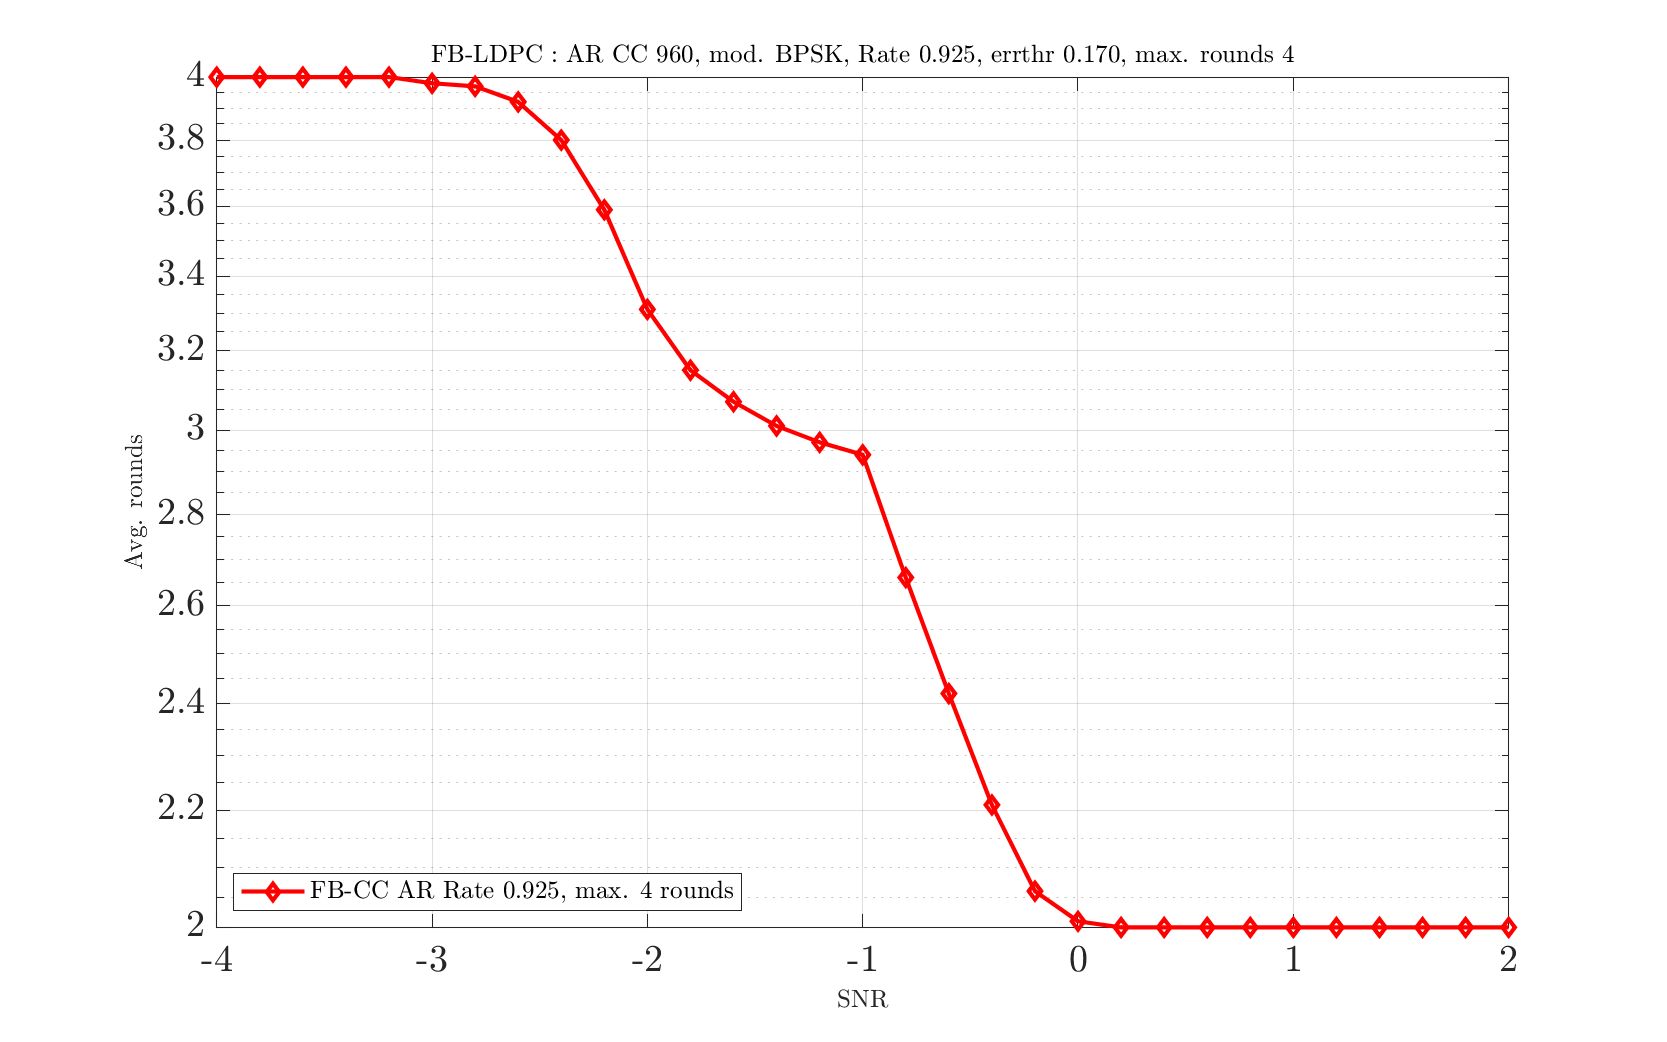 FB-LDPC : AR CC 960, mod. BPSK, Rate 0.925, errthr 0.170, max. rounds 4
4
3.8
3.6
3.4
3.2
3
2.8
2.6
2.4
2.2
2
Avg. rounds
FB-CC AR Rate 0.925, max. 4 rounds
-4 -3 -2 -1 0 1 2
SNR